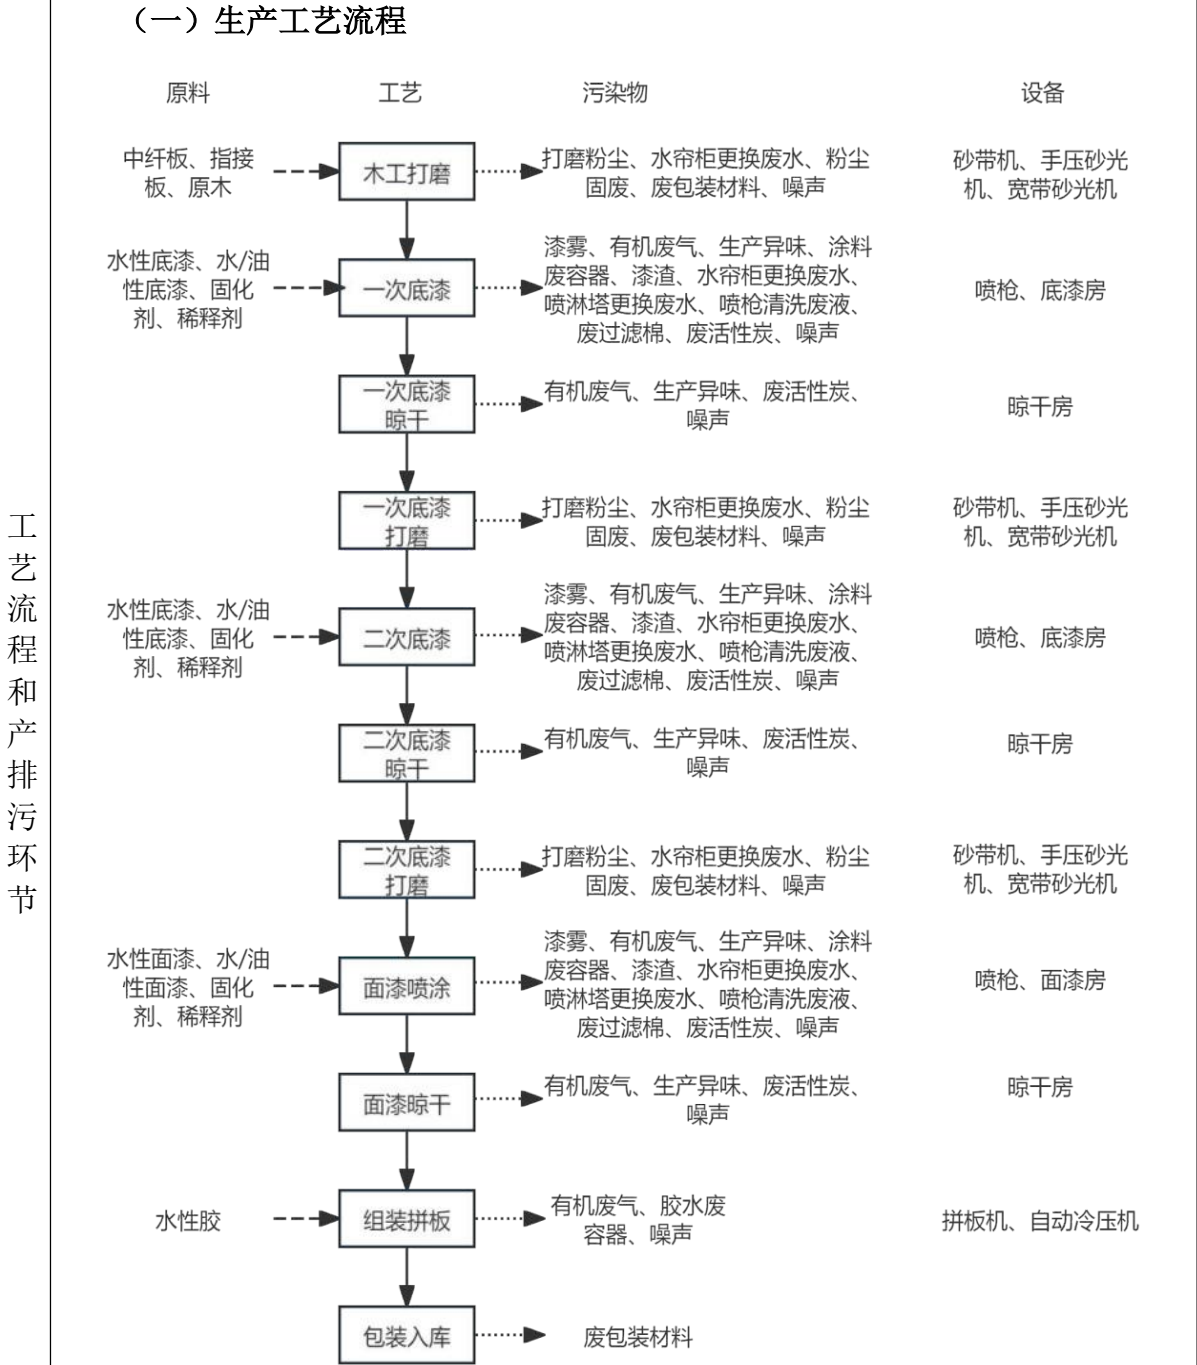 （一）生产工艺流程
原料 工艺 污染物 设备
中纤板、指接
板、原木
木工打磨
打磨粉尘、水帘柜更换废水、粉尘
固废、废包装材料、噪声
砂带机、手压砂光
机、宽带砂光机
水性底漆、水/油
性底漆、固化
剂、稀释剂
一次底漆
漆雾、有机废气、生产异味、涂料
废容器、漆渣、水帘柜更换废水、
喷淋塔更换废水、喷枪清洗废液、
废过滤棉、废活性炭、噪声
喷枪、底漆房
一次底漆
晾干
有机废气、生产异味、废活性炭、
噪声
晾干房
一次底漆
打磨
打磨粉尘、水帘柜更换废水、粉尘
固废、废包装材料、噪声
砂带机、手压砂光
机、宽带砂光机
水性底漆、水/油
性底漆、固化
剂、稀释剂
二次底漆
漆雾、有机废气、生产异味、涂料
废容器、漆渣、水帘柜更换废水、
喷淋塔更换废水、喷枪清洗废液、
废过滤棉、废活性炭、噪声
喷枪、底漆房
二次底漆
晾干
有机废气、生产异味、废活性炭、
噪声
晾干房
二次底漆
打磨
打磨粉尘、水帘柜更换废水、粉尘
固废、废包装材料、噪声
砂带机、手压砂光
机、宽带砂光机
水性面漆、水/油
性面漆、固化
剂、稀释剂
面漆喷涂
漆雾、有机废气、生产异味、涂料
废容器、漆渣、水帘柜更换废水、
喷淋塔更换废水、喷枪清洗废液、
废过滤棉、废活性炭、噪声
喷枪、面漆房
面漆晾干
有机废气、生产异味、废活性炭、
噪声
晾干房
水性胶
组装拼板
有机废气、胶水废
容器、噪声
拼板机、自动冷压机
包装入库
废包装材料
工
艺
流
程
和
产
排
污
环
节